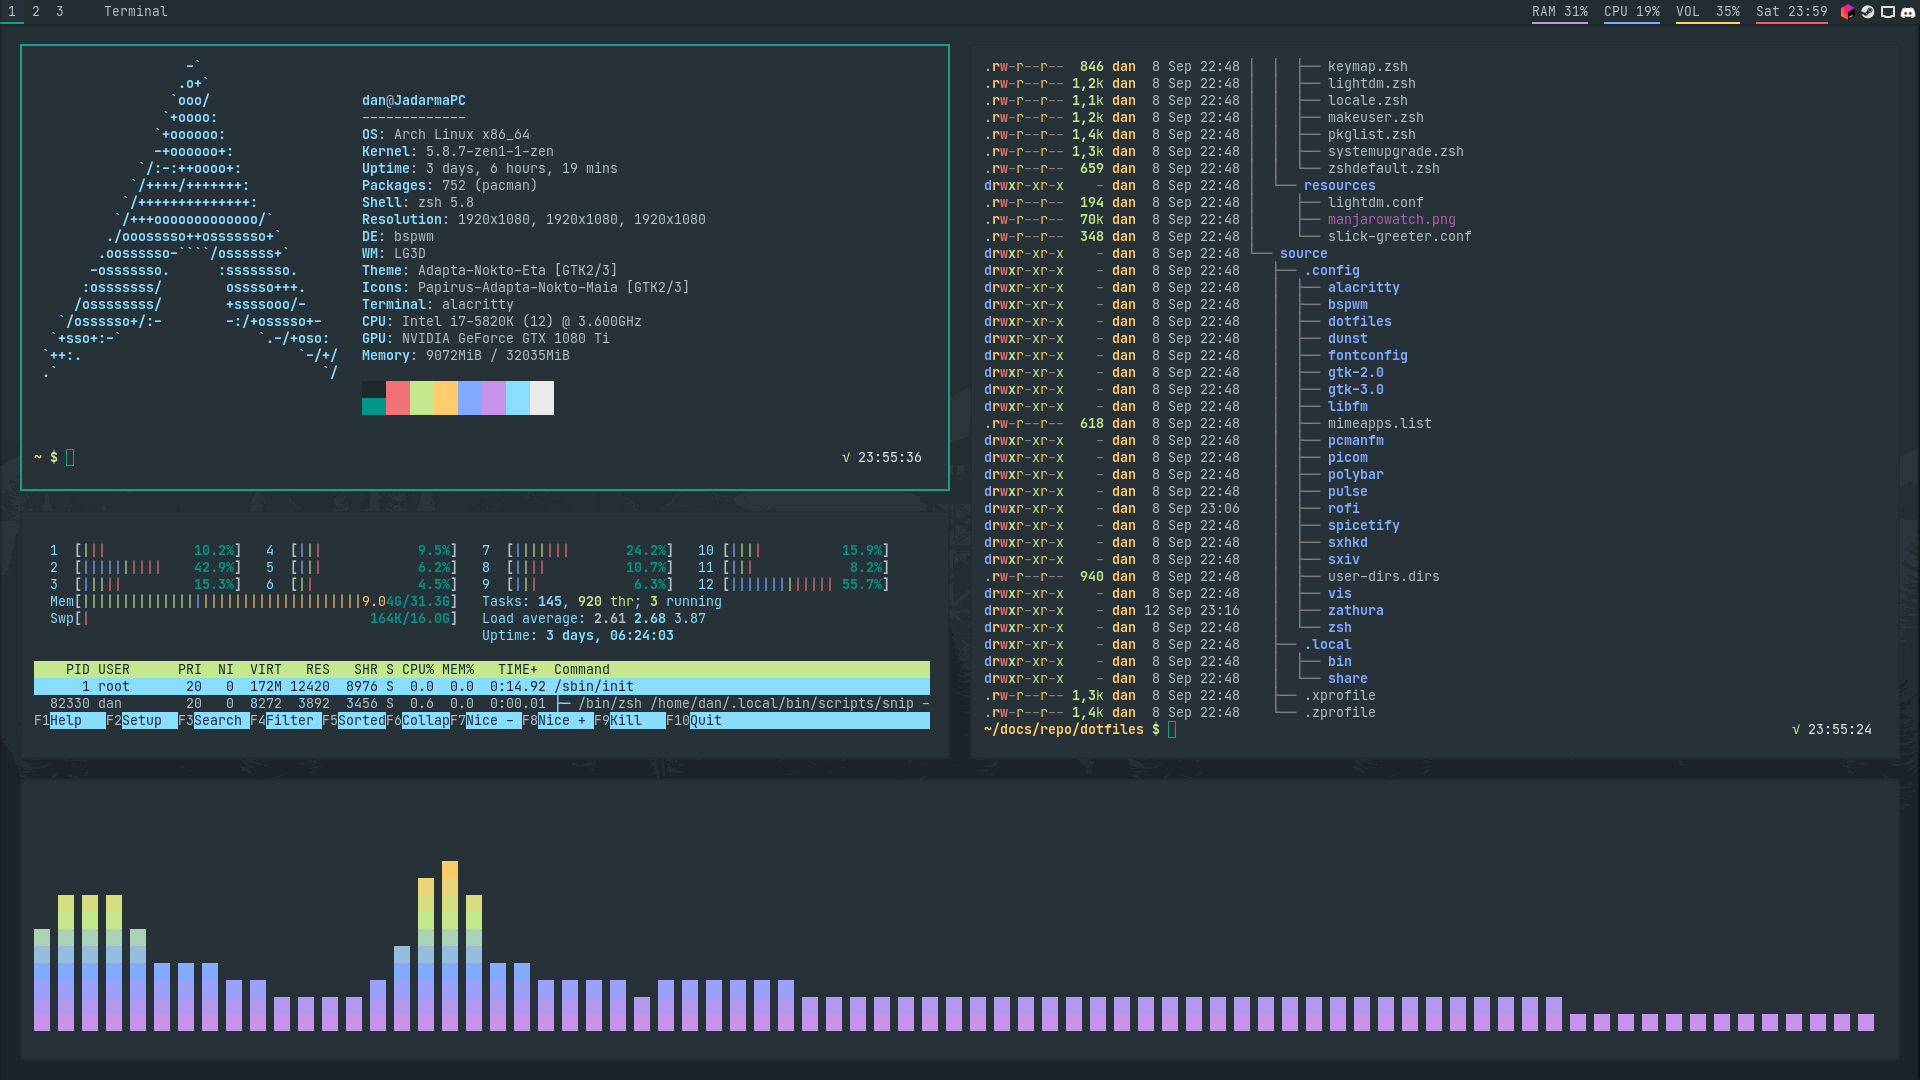 1 2 3 Terminal RAM 31% CPU 19% VOL 35% Sat 23:59
-`
.o+`
`ooo/
`+oooo:
`+oooooo:
-+oooooo+:
`/:-:++oooo+:
`/++++/+++++++:
`/++++++++++++++:
`/+++ooooooooooooo/`
./ooosssso++osssssso+`
.oossssso-````/ossssss+`
-osssssso. :ssssssso.
:osssssss/ osssso+++.
/ossssssss/ +ssssooo/-
`/ossssso+/:- -:/+osssso+-
`+sso+:-` `.-/+oso:
`++:. `-/+/
.` `/
dan@JadarmaPC
-------------
OS: Arch Linux x86_64
Kernel: 5.8.7-zen1-1-zen
Uptime: 3 days, 6 hours, 19 mins
Packages: 752 (pacman)
Shell: zsh 5.8
Resolution: 1920x1080, 1920x1080, 1920x1080
DE: bspwm
WM: LG3D
Theme: Adapta-Nokto-Eta [GTK2/3]
Icons: Papirus-Adapta-Nokto-Maia [GTK2/3]
Terminal: alacritty
CPU: Intel i7-5820K (12) @ 3.600GHz
GPU: NVIDIA GeForce GTX 1080 Ti
Memory: 9072MiB / 32035MiB
~ $ √ 23:55:36
1 [||| 10.2%] 4 [||| 9.5%] 7 [||||||| 24.2%] 10 [|||| 15.9%]
2 [|||||||||| 42.9%] 5 [||| 6.2%] 8 [|||| 10.7%] 11 [||| 8.2%]
3 [||||| 15.3%] 6 [|| 4.5%] 9 [||| 6.3%] 12 [||||||||||||| 55.7%]
Mem[|||||||||||||||||||||||||||||||||||9.04G/31.3G] Tasks: 145, 920 thr; 3 running
Swp[| 164K/16.0G] Load average: 2.61 2.68 3.87
Uptime: 3 days, 06:24:03
PID USER PRI NI VIRT RES SHR S CPU% MEM% TIME+ Command
1 root 20 0 172M 12420 8976 S 0.0 0.0 0:14.92 /sbin/init
82330 dan 20 0 8272 3892 3456 S 0.6 0.0 0:00.01 ├─ /bin/zsh /home/dan/.local/bin/scripts/snip -
F1Help F2Setup F3Search F4Filter F5Sorted F6Collap F7Nice - F8Nice + F9Kill F10Quit
.rw-r--r-- 846 dan 8 Sep 22:48 │ │ ├── keymap.zsh
.rw-r--r-- 1,2k dan 8 Sep 22:48 │ │ ├── lightdm.zsh
.rw-r--r-- 1,1k dan 8 Sep 22:48 │ │ ├── locale.zsh
.rw-r--r-- 1,2k dan 8 Sep 22:48 │ │ ├── makeuser.zsh
.rw-r--r-- 1,4k dan 8 Sep 22:48 │ │ ├── pkglist.zsh
.rw-r--r-- 1,3k dan 8 Sep 22:48 │ │ ├── systemupgrade.zsh
.rw-r--r-- 659 dan 8 Sep 22:48 │ │ └── zshdefault.zsh
drwxr-xr-x - dan 8 Sep 22:48 │ └── resources
.rw-r--r-- 194 dan 8 Sep 22:48 │ ├── lightdm.conf
.rw-r--r-- 70k dan 8 Sep 22:48 │ ├── manjarowatch.png
.rw-r--r-- 348 dan 8 Sep 22:48 │ └── slick-greeter.conf
drwxr-xr-x - dan 8 Sep 22:48 └── source
drwxr-xr-x - dan 8 Sep 22:48 ├── .config
drwxr-xr-x - dan 8 Sep 22:48 │ ├── alacritty
drwxr-xr-x - dan 8 Sep 22:48 │ ├── bspwm
drwxr-xr-x - dan 8 Sep 22:48 │ ├── dotfiles
drwxr-xr-x - dan 8 Sep 22:48 │ ├── dunst
drwxr-xr-x - dan 8 Sep 22:48 │ ├── fontconfig
drwxr-xr-x - dan 8 Sep 22:48 │ ├── gtk-2.0
drwxr-xr-x - dan 8 Sep 22:48 │ ├── gtk-3.0
drwxr-xr-x - dan 8 Sep 22:48 │ ├── libfm
.rw-r--r-- 618 dan 8 Sep 22:48 │ ├── mimeapps.list
drwxr-xr-x - dan 8 Sep 22:48 │ ├── pcmanfm
drwxr-xr-x - dan 8 Sep 22:48 │ ├── picom
drwxr-xr-x - dan 8 Sep 22:48 │ ├── polybar
drwxr-xr-x - dan 8 Sep 22:48 │ ├── pulse
drwxr-xr-x - dan 8 Sep 23:06 │ ├── rofi
drwxr-xr-x - dan 8 Sep 22:48 │ ├── spicetify
drwxr-xr-x - dan 8 Sep 22:48 │ ├── sxhkd
drwxr-xr-x - dan 8 Sep 22:48 │ ├── sxiv
.rw-r--r-- 940 dan 8 Sep 22:48 │ ├── user-dirs.dirs
drwxr-xr-x - dan 8 Sep 22:48 │ ├── vis
drwxr-xr-x - dan 12 Sep 23:16 │ ├── zathura
drwxr-xr-x - dan 8 Sep 22:48 │ └── zsh
drwxr-xr-x - dan 8 Sep 22:48 ├── .local
drwxr-xr-x - dan 8 Sep 22:48 │ ├── bin
drwxr-xr-x - dan 8 Sep 22:48 │ └── share
.rw-r--r-- 1,3k dan 8 Sep 22:48 ├── .xprofile
.rw-r--r-- 1,4k dan 8 Sep 22:48 └── .zprofile
~/docs/repo/dotfiles $ √ 23:55:24